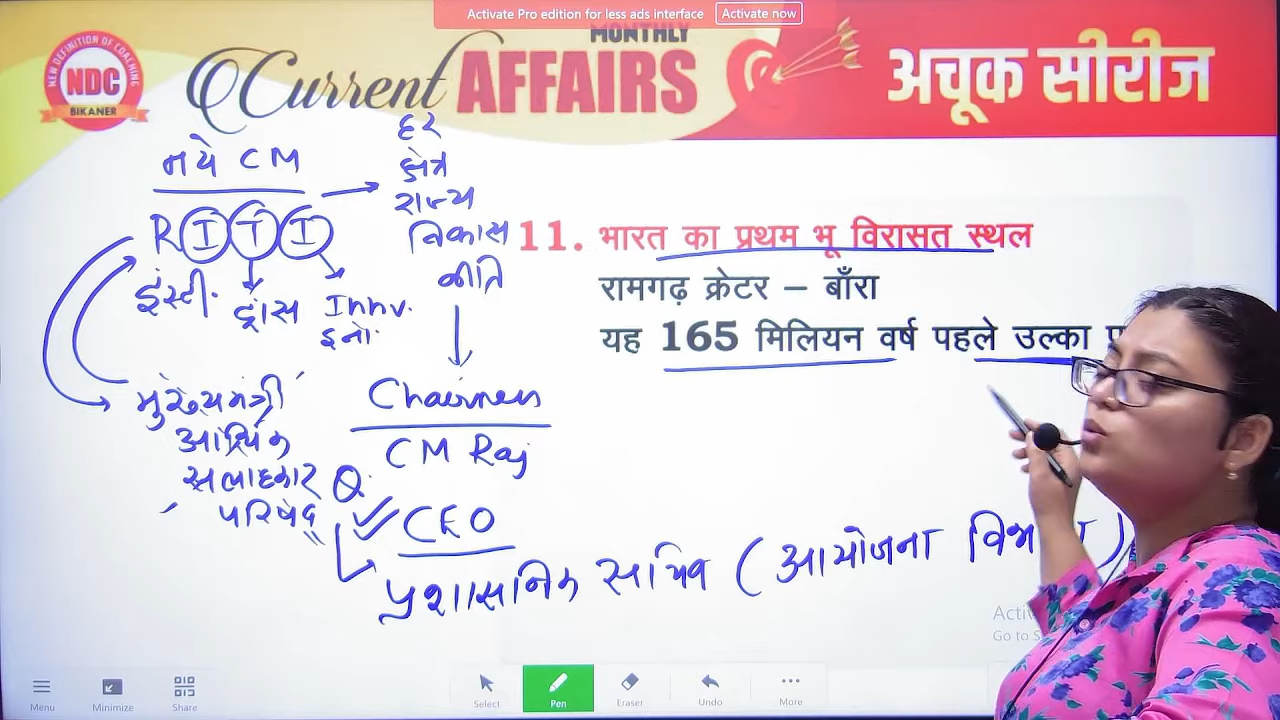 Activate Pro edition for less ads interface Activate now
NEW DEFINITION OF COACHING
NDC
BIKANER
MONTHLY
Current AFFAIRS
अचूक सीरीज
नये CM
RITI
इंस्टी. ट्रांस Innv.
इनो.
हर
क्षेत्र
राज्य
विकास
नीति
Chairmen
CM Raj
CEO
प्रशासनिक सचिव (आयोजना
मुख्यमंत्री
आर्थिक
सलाहकार
परिषद्
Q.
11. भारत का प्रथम भू विरासत स्थल
रामगढ़ क्रेटर – बाँरा
यह 165 मिलियन वर्ष पहले उल्का
Go to
Menu Minimize Share Select Pen Eraser Undo More